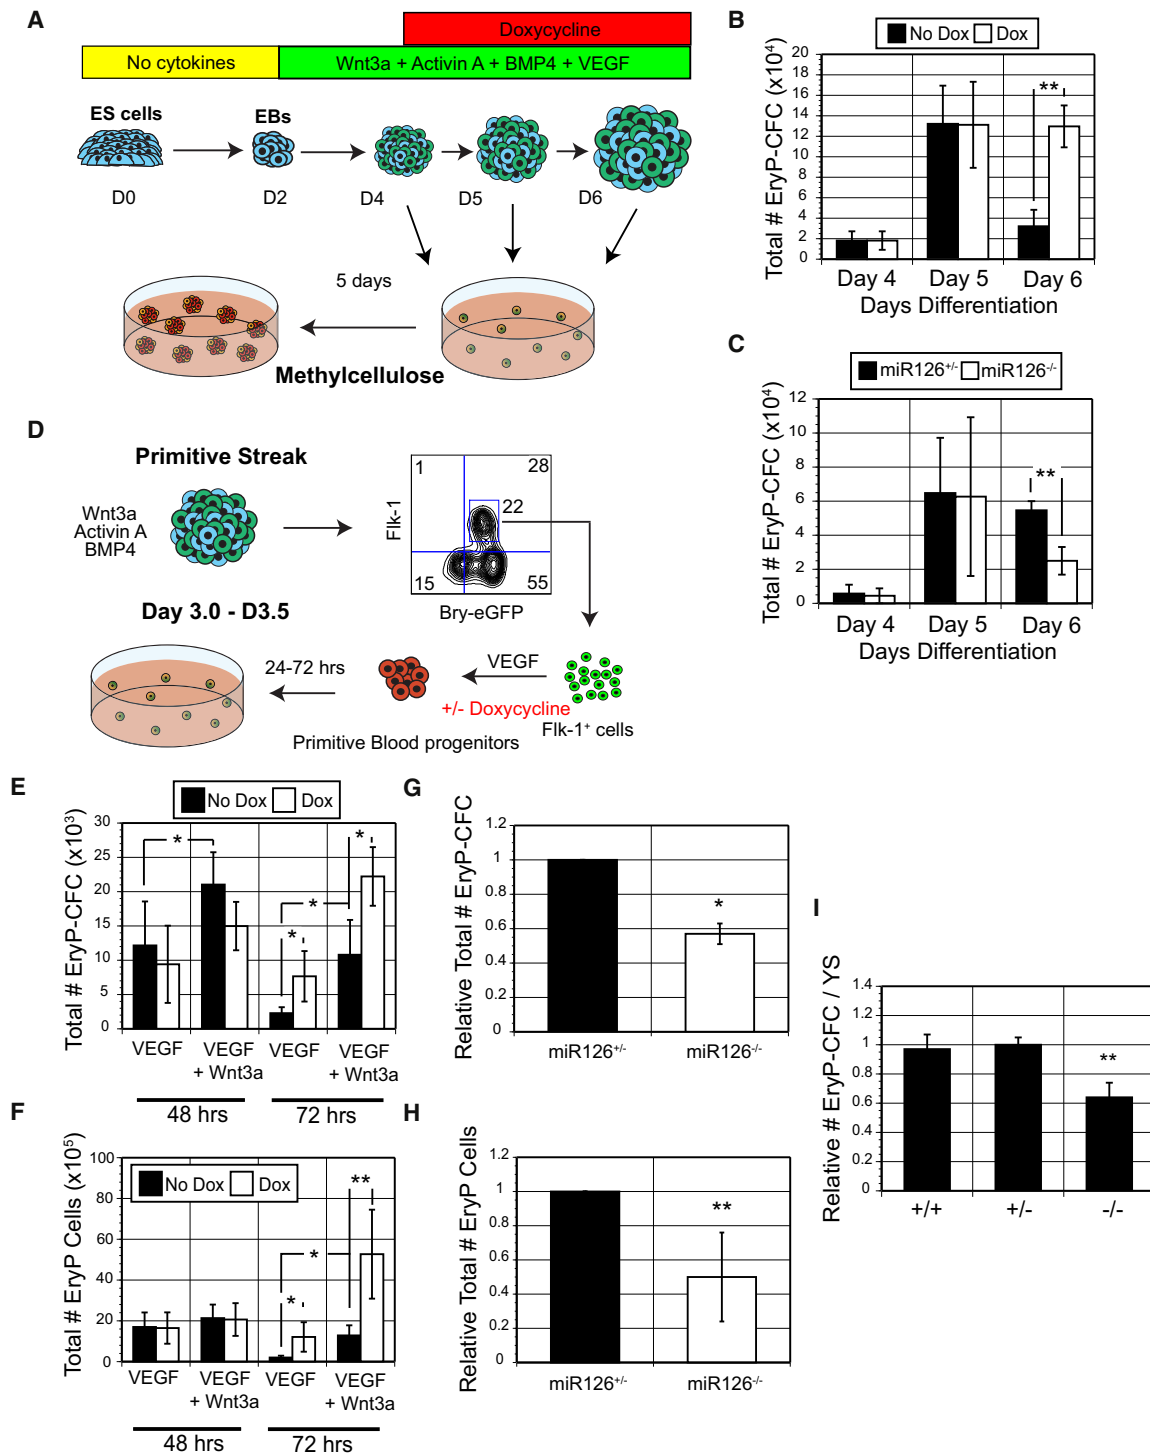 A
Doxycycline
No cytokines
Wnt3a + Activin A + BMP4 + VEGF
ES cells
EBs
D0
D2
D4
D5
D6
5 days
Methylcellulose
B
No Dox
Dox
Total # EryP-CFC (x10⁴)
20
18
16
14
12
10
8
6
4
2
0
**
Day 4
Day 5
Day 6
Days Differentiation
C
miR126+/-
miR126-/-
Total # EryP-CFC (x10⁴)
12
10
8
6
4
2
0
**
Day 4
Day 5
Day 6
Days Differentiation
D
Primitive Streak
Wnt3a
Activin A
BMP4
Flk-1
1
28
22
15
55
Bry-eGFP
Day 3.0 - D3.5
24-72 hrs
VEGF
+/- Doxycycline
Flk-1⁺ cells
Primitive Blood progenitors
E
No Dox
Dox
Total # EryP-CFC (x10³)
30
25
20
15
10
5
0
*
*
*
*
VEGF
VEGF
+ Wnt3a
VEGF
VEGF
+ Wnt3a
48 hrs
72 hrs
F
Total # EryP Cells (x10⁵)
100
80
60
40
20
0
No Dox
Dox
**
*
*
VEGF
VEGF
+ Wnt3a
VEGF
VEGF
+ Wnt3a
48 hrs
72 hrs
G
Relative Total # EryP-CFC
1.2
1
0.8
0.6
0.4
0.2
0
*
miR126+/-
miR126-/-
H
Relative Total # EryP Cells
1.2
1
0.8
0.6
0.4
0.2
0
**
miR126+/-
miR126-/-
I
Relative # EryP-CFC / YS
1.4
1.2
1
0.8
0.6
0.4
0.2
0
**
+/+
+/-
-/-